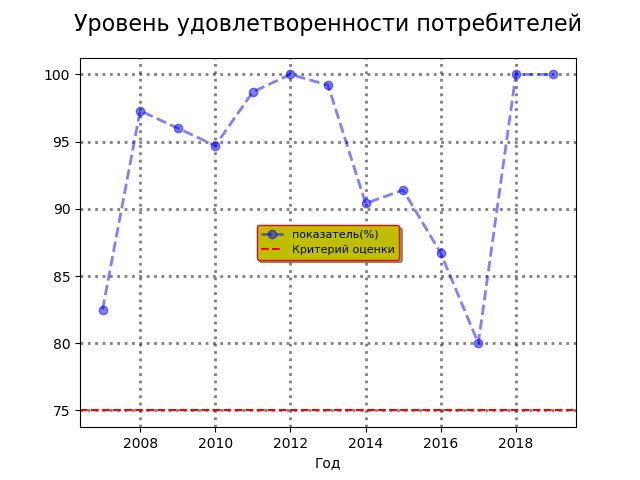 Уровень удовлетворенности потребителей
100
95
90
85
80
75
показатель(%)
Критерий оценки
2008 2010 2012 2014 2016 2018
Год